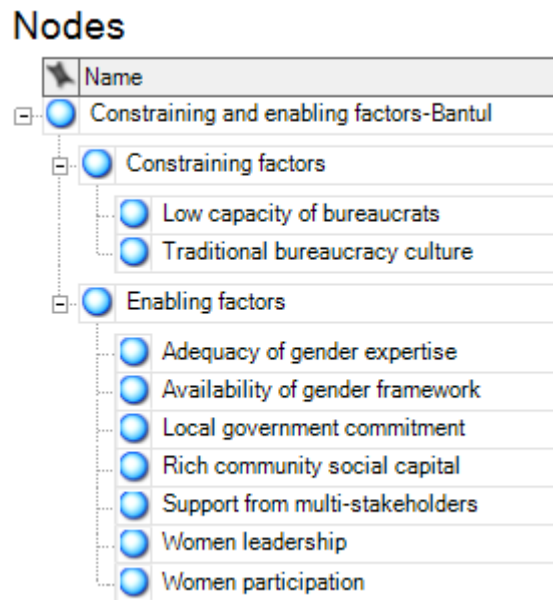 Nodes
Name
Constraining and enabling factors-Bantul
Constraining factors
Low capacity of bureaucrats
Traditional bureaucracy culture
Enabling factors
Adequacy of gender expertise
Availability of gender framework
Local government commitment
Rich community social capital
Support from multi-stakeholders
Women leadership
Women participation